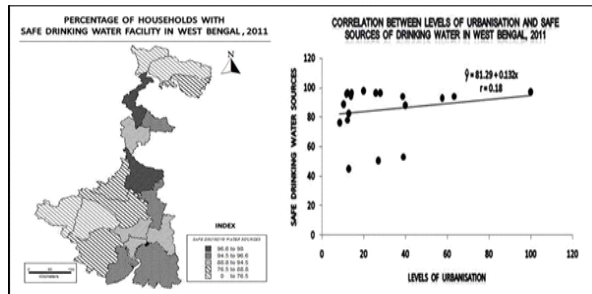 PERCENTAGE OF HOUSEHOLDS WITH
SAFE DRINKING WATER FACILITY IN WEST BENGAL, 2011
N
INDEX
SAFE DRINKING WATER SOURCES
96.6 to 98
94.5 to 96.6
88.8 to 94.5
76.5 to 88.8
0 to 76.5
Kilometers
CORRELATION BETWEEN LEVELS OF URBANISATION AND SAFE
SOURCES OF DRINKING WATER IN WEST BENGAL, 2011
SAFE DRINKING WATER SOURCES
120
100
80
60
40
20
0
ŷ = 81.29 + 0.132x
r = 0.18
0 20 40 60 80 100 120
LEVELS OF URBANISATION